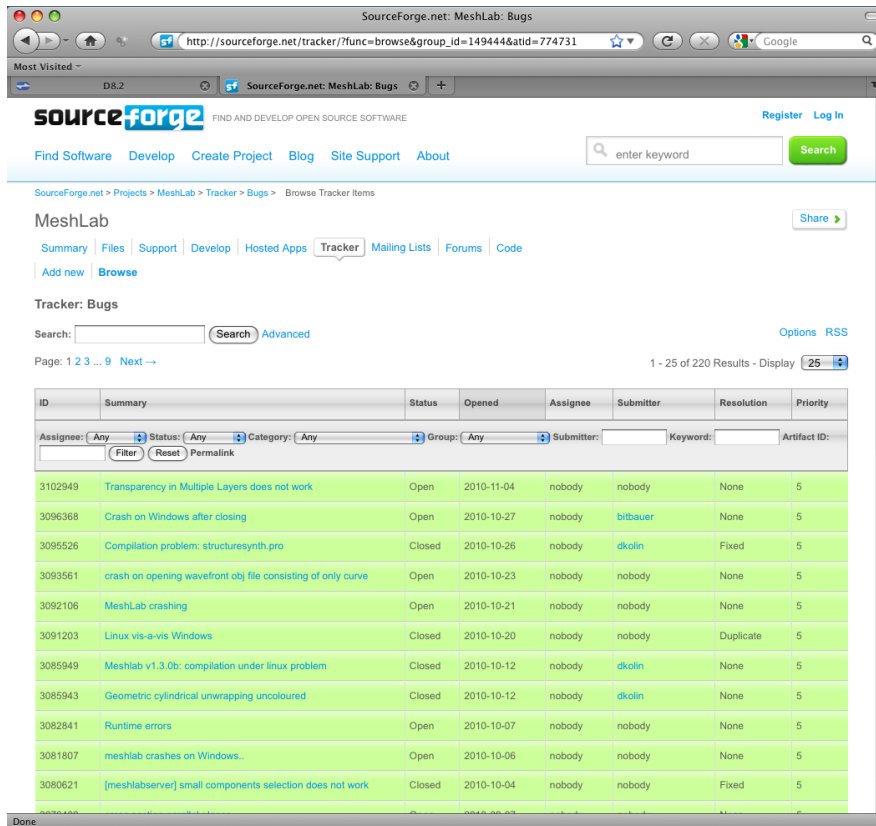 SourceForge.net: MeshLab: Bugs
http://sourceforge.net/tracker/?func=browse&group_id=149444&atid=774731
Google
Most Visited
D8.2
SourceForge.net: MeshLab: Bugs
sourceforge FIND AND DEVELOP OPEN SOURCE SOFTWARE
Register Log In
Find Software Develop Create Project Blog Site Support About
enter keyword Search
SourceForge.net > Projects > MeshLab > Tracker > Bugs > Browse Tracker Items
MeshLab
Share
Summary Files Support Develop Hosted Apps Tracker Mailing Lists Forums Code
Add new Browse
Tracker: Bugs
Search: Search Advanced
Options RSS
Page: 1 2 3 ... 9 Next →
1 - 25 of 220 Results - Display 25
ID Summary Status Opened Assignee Submitter Resolution Priority
Assignee: Any Status: Any Category: Any Group: Any Submitter: Keyword: Artifact ID:
Filter Reset Permalink
3102949 Transparency in Multiple Layers does not work Open 2010-11-04 nobody nobody None 5
3096368 Crash on Windows after closing Open 2010-10-27 nobody bitbauer None 5
3095526 Compilation problem: structuresynth.pro Closed 2010-10-26 nobody dkolin Fixed 5
3093561 crash on opening wavefront obj file consisting of only curve Open 2010-10-23 nobody nobody None 5
3092106 MeshLab crashing Open 2010-10-21 nobody nobody None 5
3091203 Linux vis-a-vis Windows Closed 2010-10-20 nobody nobody Duplicate 5
3085949 Meshlab v1.3.0b: compilation under linux problem Closed 2010-10-12 nobody dkolin None 5
3085943 Geometric cylindrical unwrapping uncoloured Closed 2010-10-12 nobody dkolin None 5
3082841 Runtime errors Open 2010-10-07 nobody nobody None 5
3081807 meshlab crashes on Windows.. Open 2010-10-06 nobody nobody None 5
3080621 [meshlabserver] small components selection does not work Closed 2010-10-04 nobody nobody Fixed 5
Done